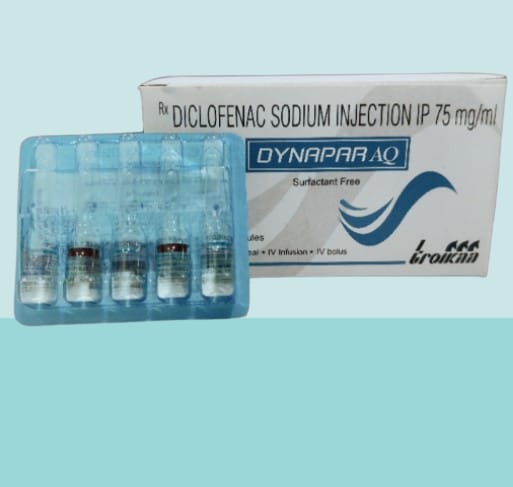 Rx DICLOFENAC SODIUM INJECTION IP 75 mg/ml
DYNAPAR AQ
Surfactant Free
• IV Infusion • IV bolus
troikaa